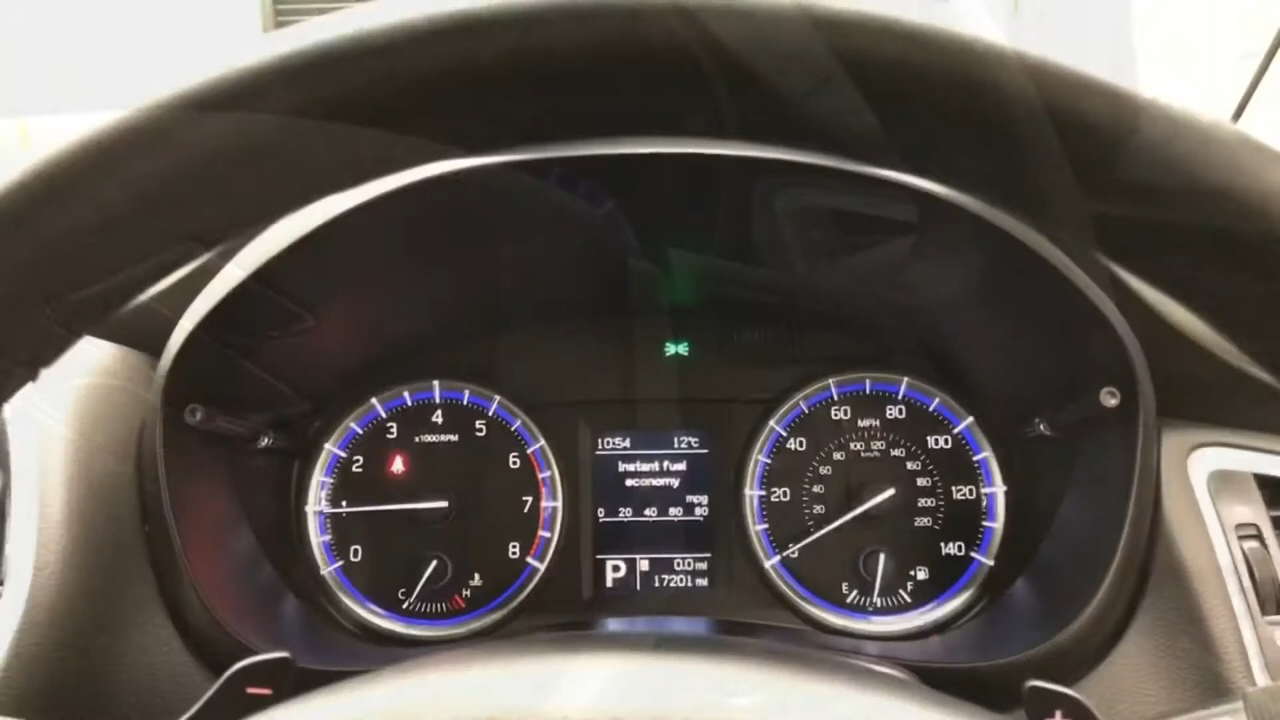 4
3
5
x1000RPM
2
6
1
7
0
8
C
H
10:54 12°C
Instant fuel
economy
mpg
0 20 40 60 80
P
0.0 ml
17201 ml
60 80
MPH
40
100
100 120
80 140
km/h
60
160
20
40
180
120
20
200
220
0
140
E
F
-
+